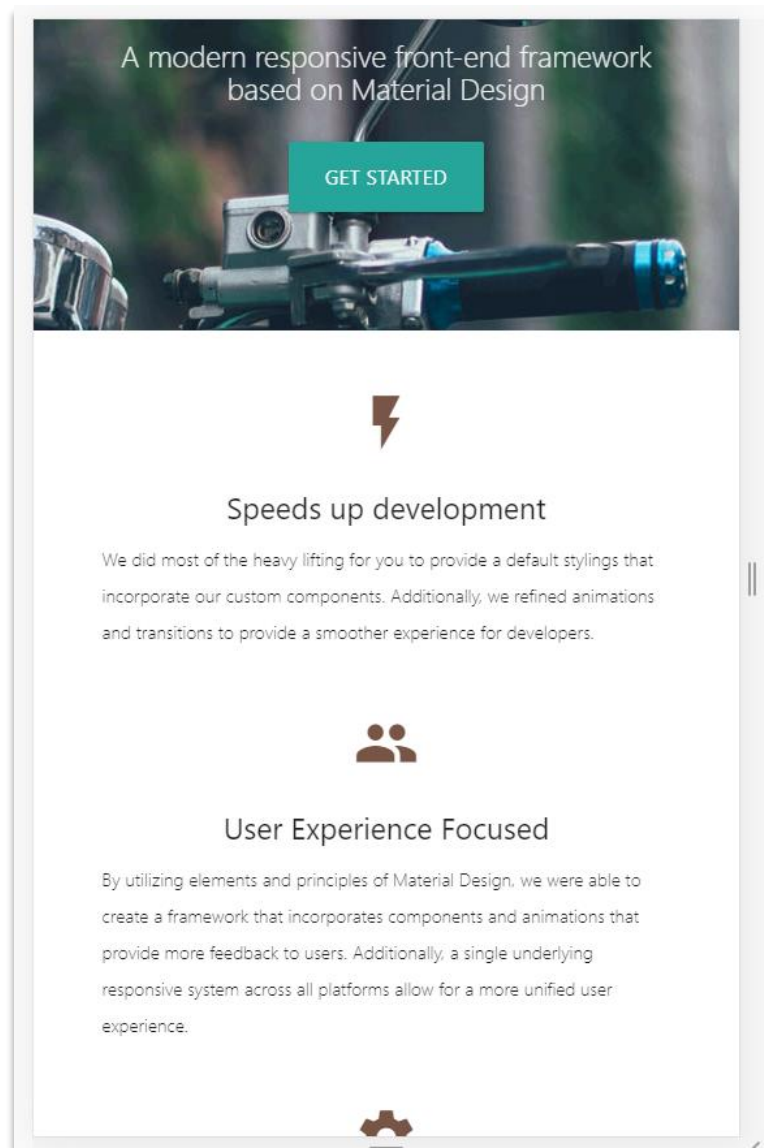 A modern responsive front-end framework
based on Material Design
GET STARTED
Speeds up development
We did most of the heavy lifting for you to provide a default stylings that
incorporate our custom components. Additionally, we refined animations
and transitions to provide a smoother experience for developers.
User Experience Focused
By utilizing elements and principles of Material Design, we were able to
create a framework that incorporates components and animations that
provide more feedback to users. Additionally, a single underlying
responsive system across all platforms allow for a more unified user
experience.